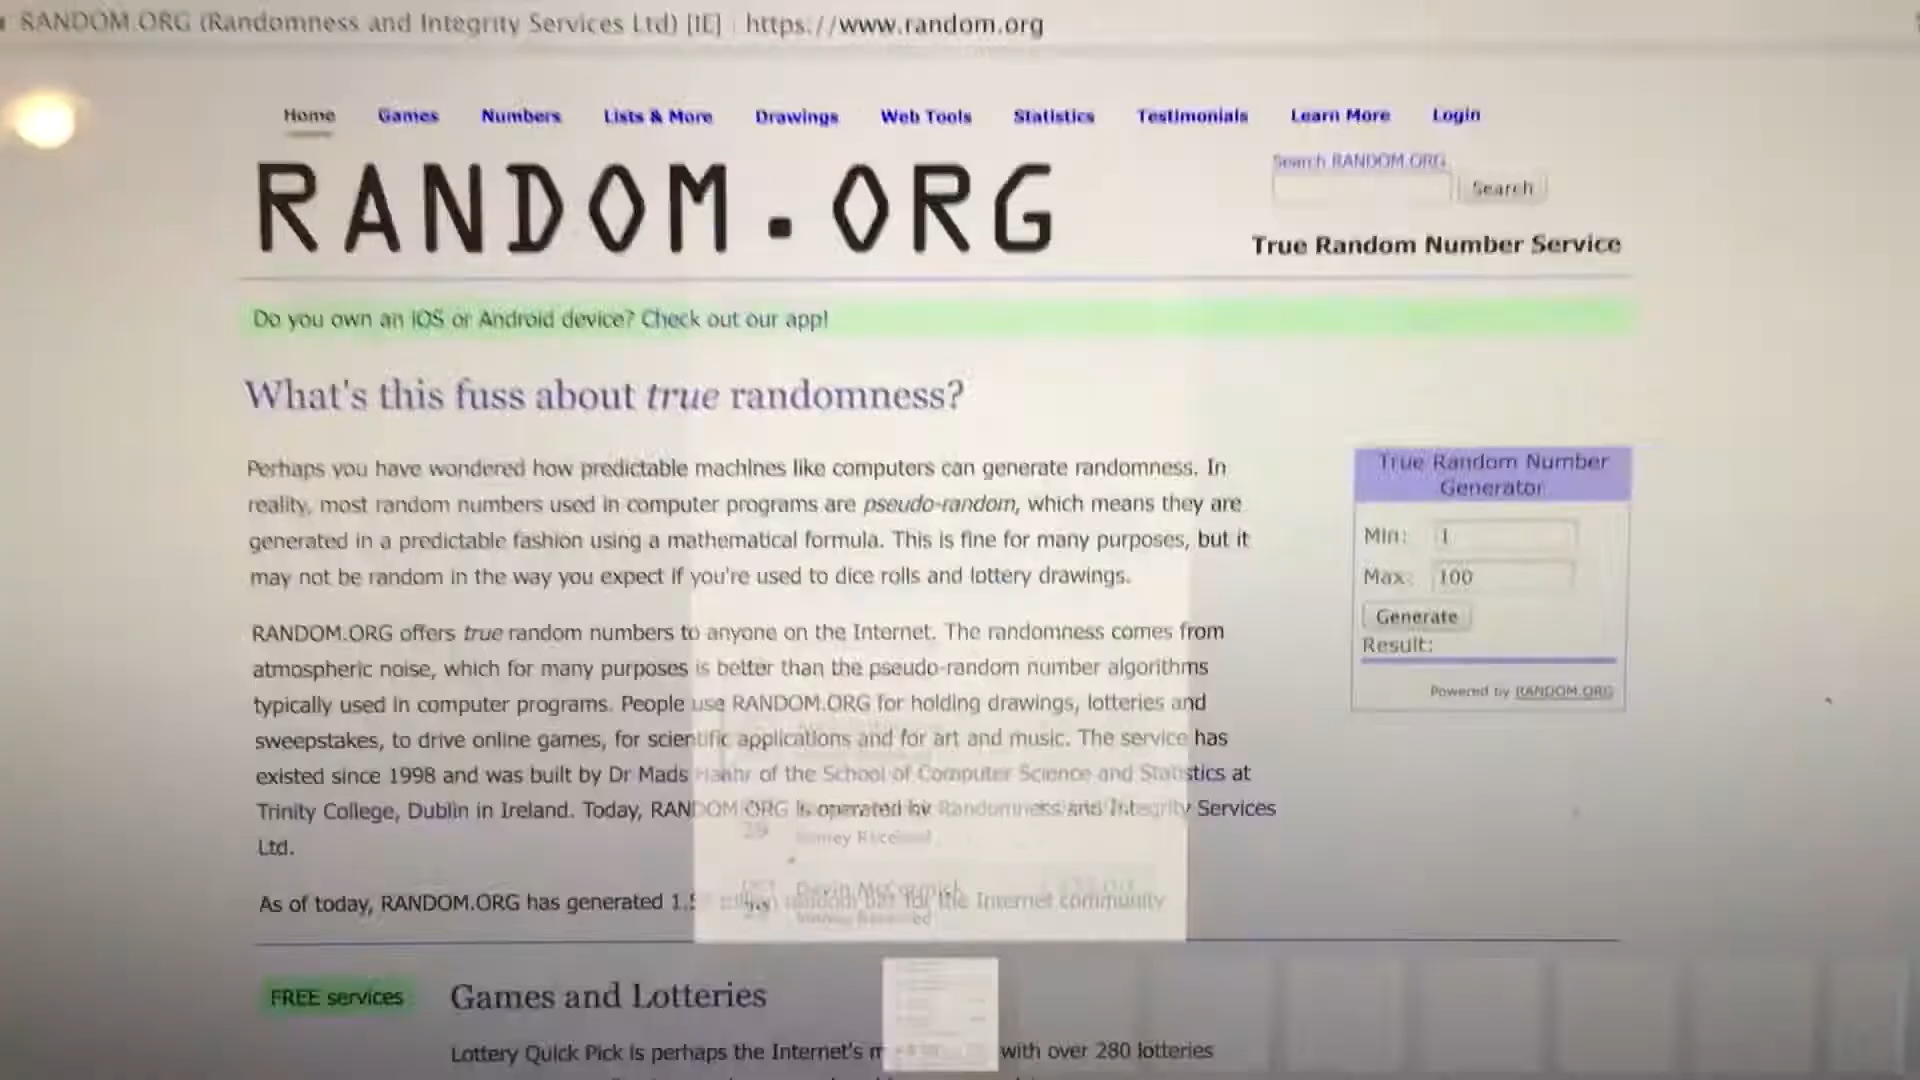 RANDOM.ORG (Randomness and Integrity Services Ltd) [IE] https://www.random.org
Home Games Numbers Lists & More Drawings Web Tools Statistics Testimonials Learn More Login
RANDOM.ORG
Search RANDOM.ORG
Search
True Random Number Service
Do you own an iOS or Android device? Check out our app!
What's this fuss about true randomness?
Perhaps you have wondered how predictable machines like computers can generate randomness. In
reality, most random numbers used in computer programs are pseudo-random, which means they are
generated in a predictable fashion using a mathematical formula. This is fine for many purposes, but it
may not be random in the way you expect if you're used to dice rolls and lottery drawings.
RANDOM.ORG offers true random numbers to anyone on the Internet. The randomness comes from
atmospheric noise, which for many purposes is better than the pseudo-random number algorithms
typically used in computer programs. People use RANDOM.ORG for holding drawings, lotteries and
sweepstakes, to drive online games, for scientific applications and for art and music. The service has
existed since 1998 and was built by Dr Mads Haahr of the School of Computer Science and Statistics at
Trinity College, Dublin in Ireland. Today, RANDOM.ORG is operated by Randomness and Integrity Services
Ltd.
29
Money Received
Devin McCormick
As of today, RANDOM.ORG has generated random bits for the Internet community
Money Received
True Random Number
Generator
Min: 1
Max: 100
Generate
Result:
Powered by RANDOM.ORG
FREE services
Games and Lotteries
Lottery Quick Pick is perhaps the Internet's with over 280 lotteries